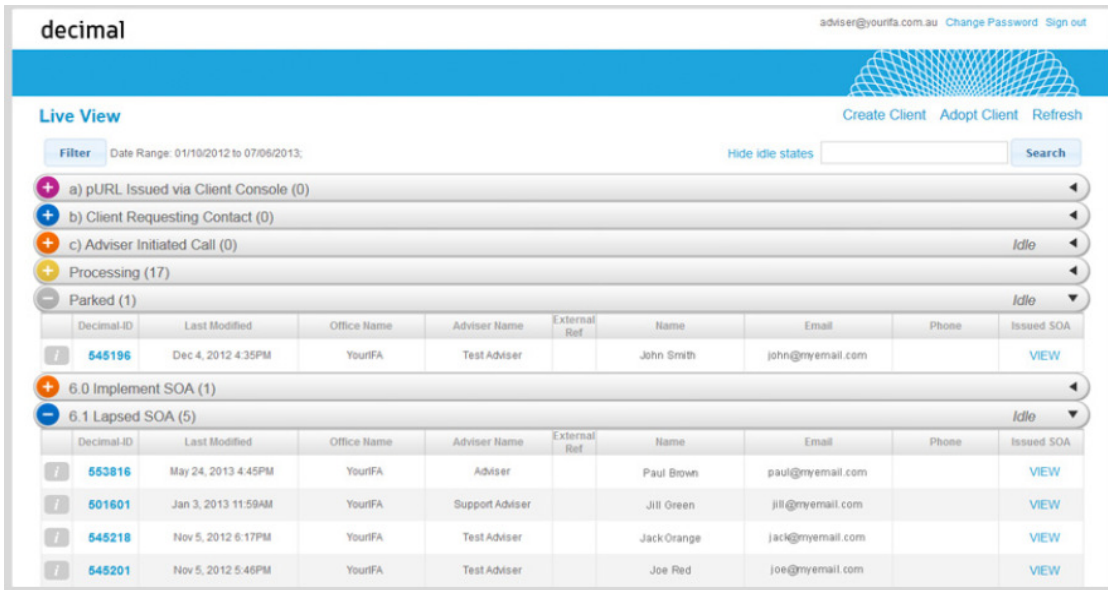 decimal
adviser@yourifa.com.au Change Password Sign out
Live View
Create Client Adopt Client Refresh
Filter Date Range: 01/10/2012 to 07/06/2013; Hide idle states Search
a) pURL Issued via Client Console (0)
b) Client Requesting Contact (0)
c) Adviser Initiated Call (0) Idle
Processing (17)
Parked (1) Idle
Decimal-ID Last Modified Office Name Adviser Name External Ref Name Email Phone Issued SOA
i 545196 Dec 4, 2012 4:35PM YourIFA Test Adviser John Smith john@myemail.com VIEW
6.0 Implement SOA (1)
6.1 Lapsed SOA (5) Idle
Decimal-ID Last Modified Office Name Adviser Name External Ref Name Email Phone Issued SOA
i 553816 May 24, 2013 4:45PM YourIFA Adviser Paul Brown paul@myemail.com VIEW
i 501601 Jan 3, 2013 11:59AM YourIFA Support Adviser Jill Green jill@myemail.com VIEW
i 545218 Nov 5, 2012 6:17PM YourIFA Test Adviser Jack Orange jack@myemail.com VIEW
i 545201 Nov 5, 2012 5:46PM YourIFA Test Adviser Joe Red joe@myemail.com VIEW